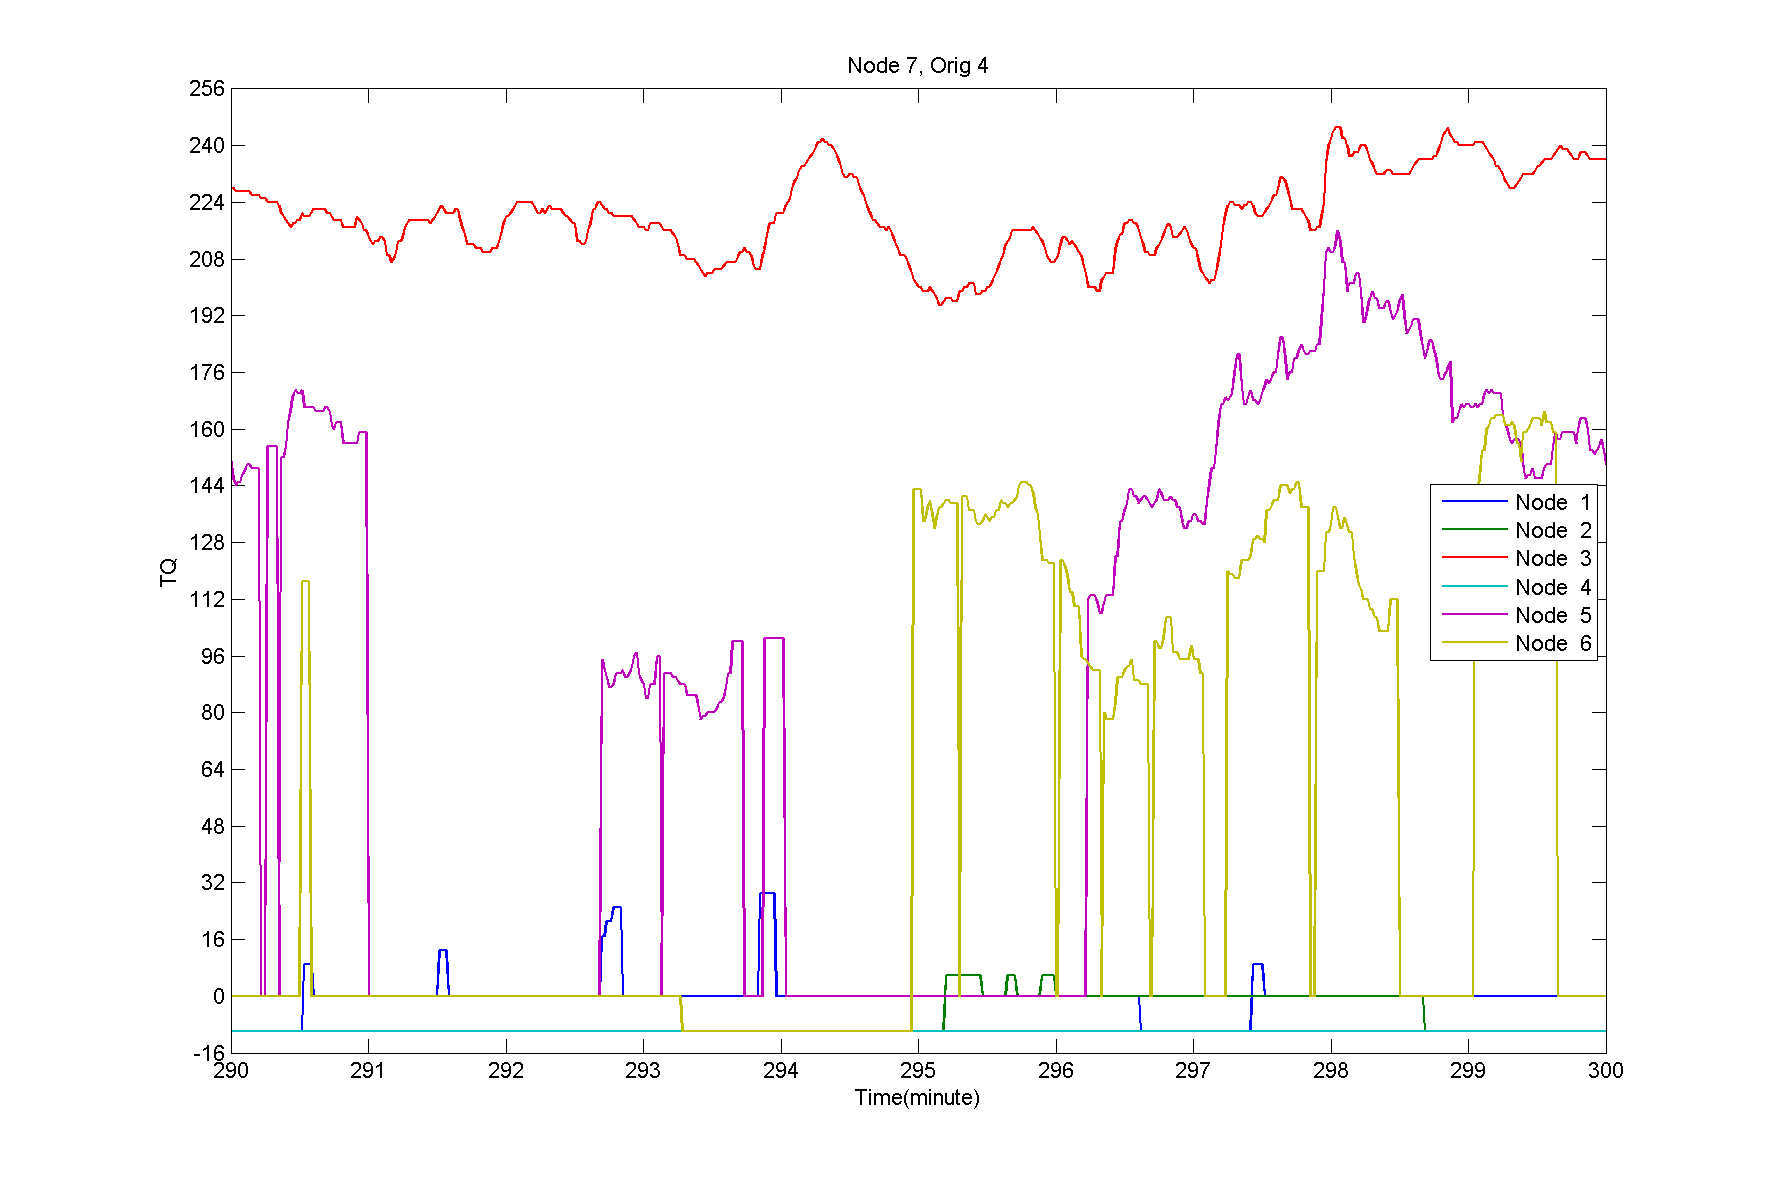 Node 7, Orig 4
256
240
224
208
192
176
160
144
128
112
96
80
64
48
32
16
0
-16
TQ
290 291 292 293 294 295 296 297 298 299 300
Time(minute)
Node 1
Node 2
Node 3
Node 4
Node 5
Node 6